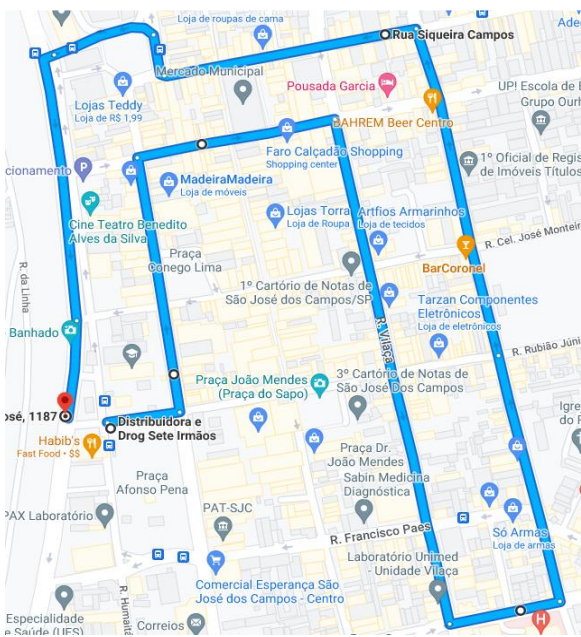 Loja de roupas de cama
Rua Siqueira Campos
Mercado Municipal
Pousada Garcia
UP! Escola de E
Grupo Ouri
Lojas Teddy
Loja de R$ 1,99
BAHREM Beer Centro
Faro Calçadão Shopping
Shopping center
1º Oficial de Regis
de Imóveis Títulos
cionamento
P
MadeiraMadeira
Loja de móveis
Cine Teatro Benedito
Alves da Silva
Lojas Torra
Loja de Roupa
Artfios Armarinhos
Loja de tecidos
R. Cel. José Monteir
Praça
Conego Lima
BarCoronel
R. da Linha
1º Cartório de Notas de
São José dos Campos/SP
Tarzan Componentes
Eletrônicos
Loja de eletrônicos
Banhado
R. Vilaça
R. Rubião Júni
3º Cartório de Notas de
São José Dos Campos
Praça João Mendes
(Praça do Sapo)
osé, 1187
Distribuidora e
Drog Sete Irmãos
Igre
do P
Habib's
Fast Food • $$
Praça Dr.
João Mendes
Sabin Medicina
Diagnóstica
Praça
Afonso Pena
PAX Laboratório
PAT-SJC
Só Armas
Loja de armas
R. Francisco Paes
Laboratório Unimed
- Unidade Vilaça
Comercial Esperança São
José dos Campos - Centro
R. Humaitá
Especialidade
e Saúde (UES)
Correios
H